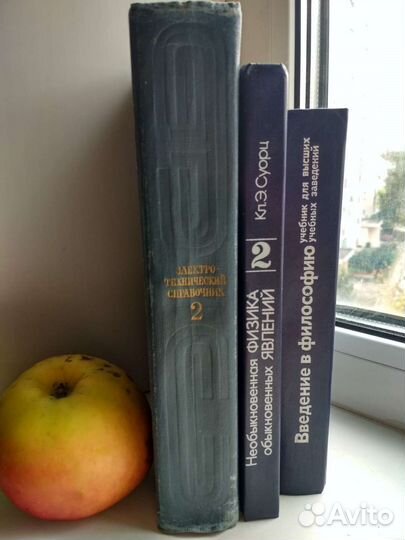 ЭЛЕКТРО-
ТЕХНИЧЕСКИЙ
СПРАВОЧНИК
2
Необыкновенная ФИЗИКА
обыкновенных ЯВЛЕНИЙ
2
Кл.Э.Суорц
Введение в философию
учебник для высших
учебных заведений
Avito